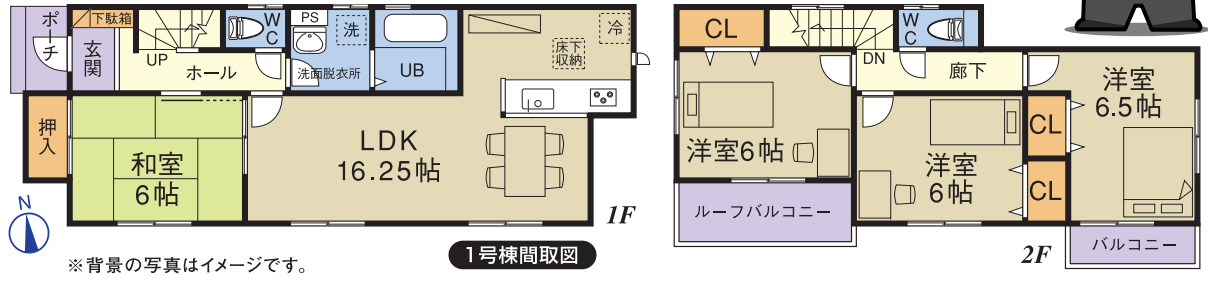 ポーチ
下駄箱
玄関
UP
ホール
WC
PS
洗
洗面脱衣所
UB
床下収納
冷
押入
和室
6帖
LDK
16.25帖
N
1F
※背景の写真はイメージです。
1号棟間取図
CL
DN
WC
廊下
洋室6帖
洋室
6帖
CL
CL
洋室
6.5帖
ルーフバルコニー
バルコニー
2F